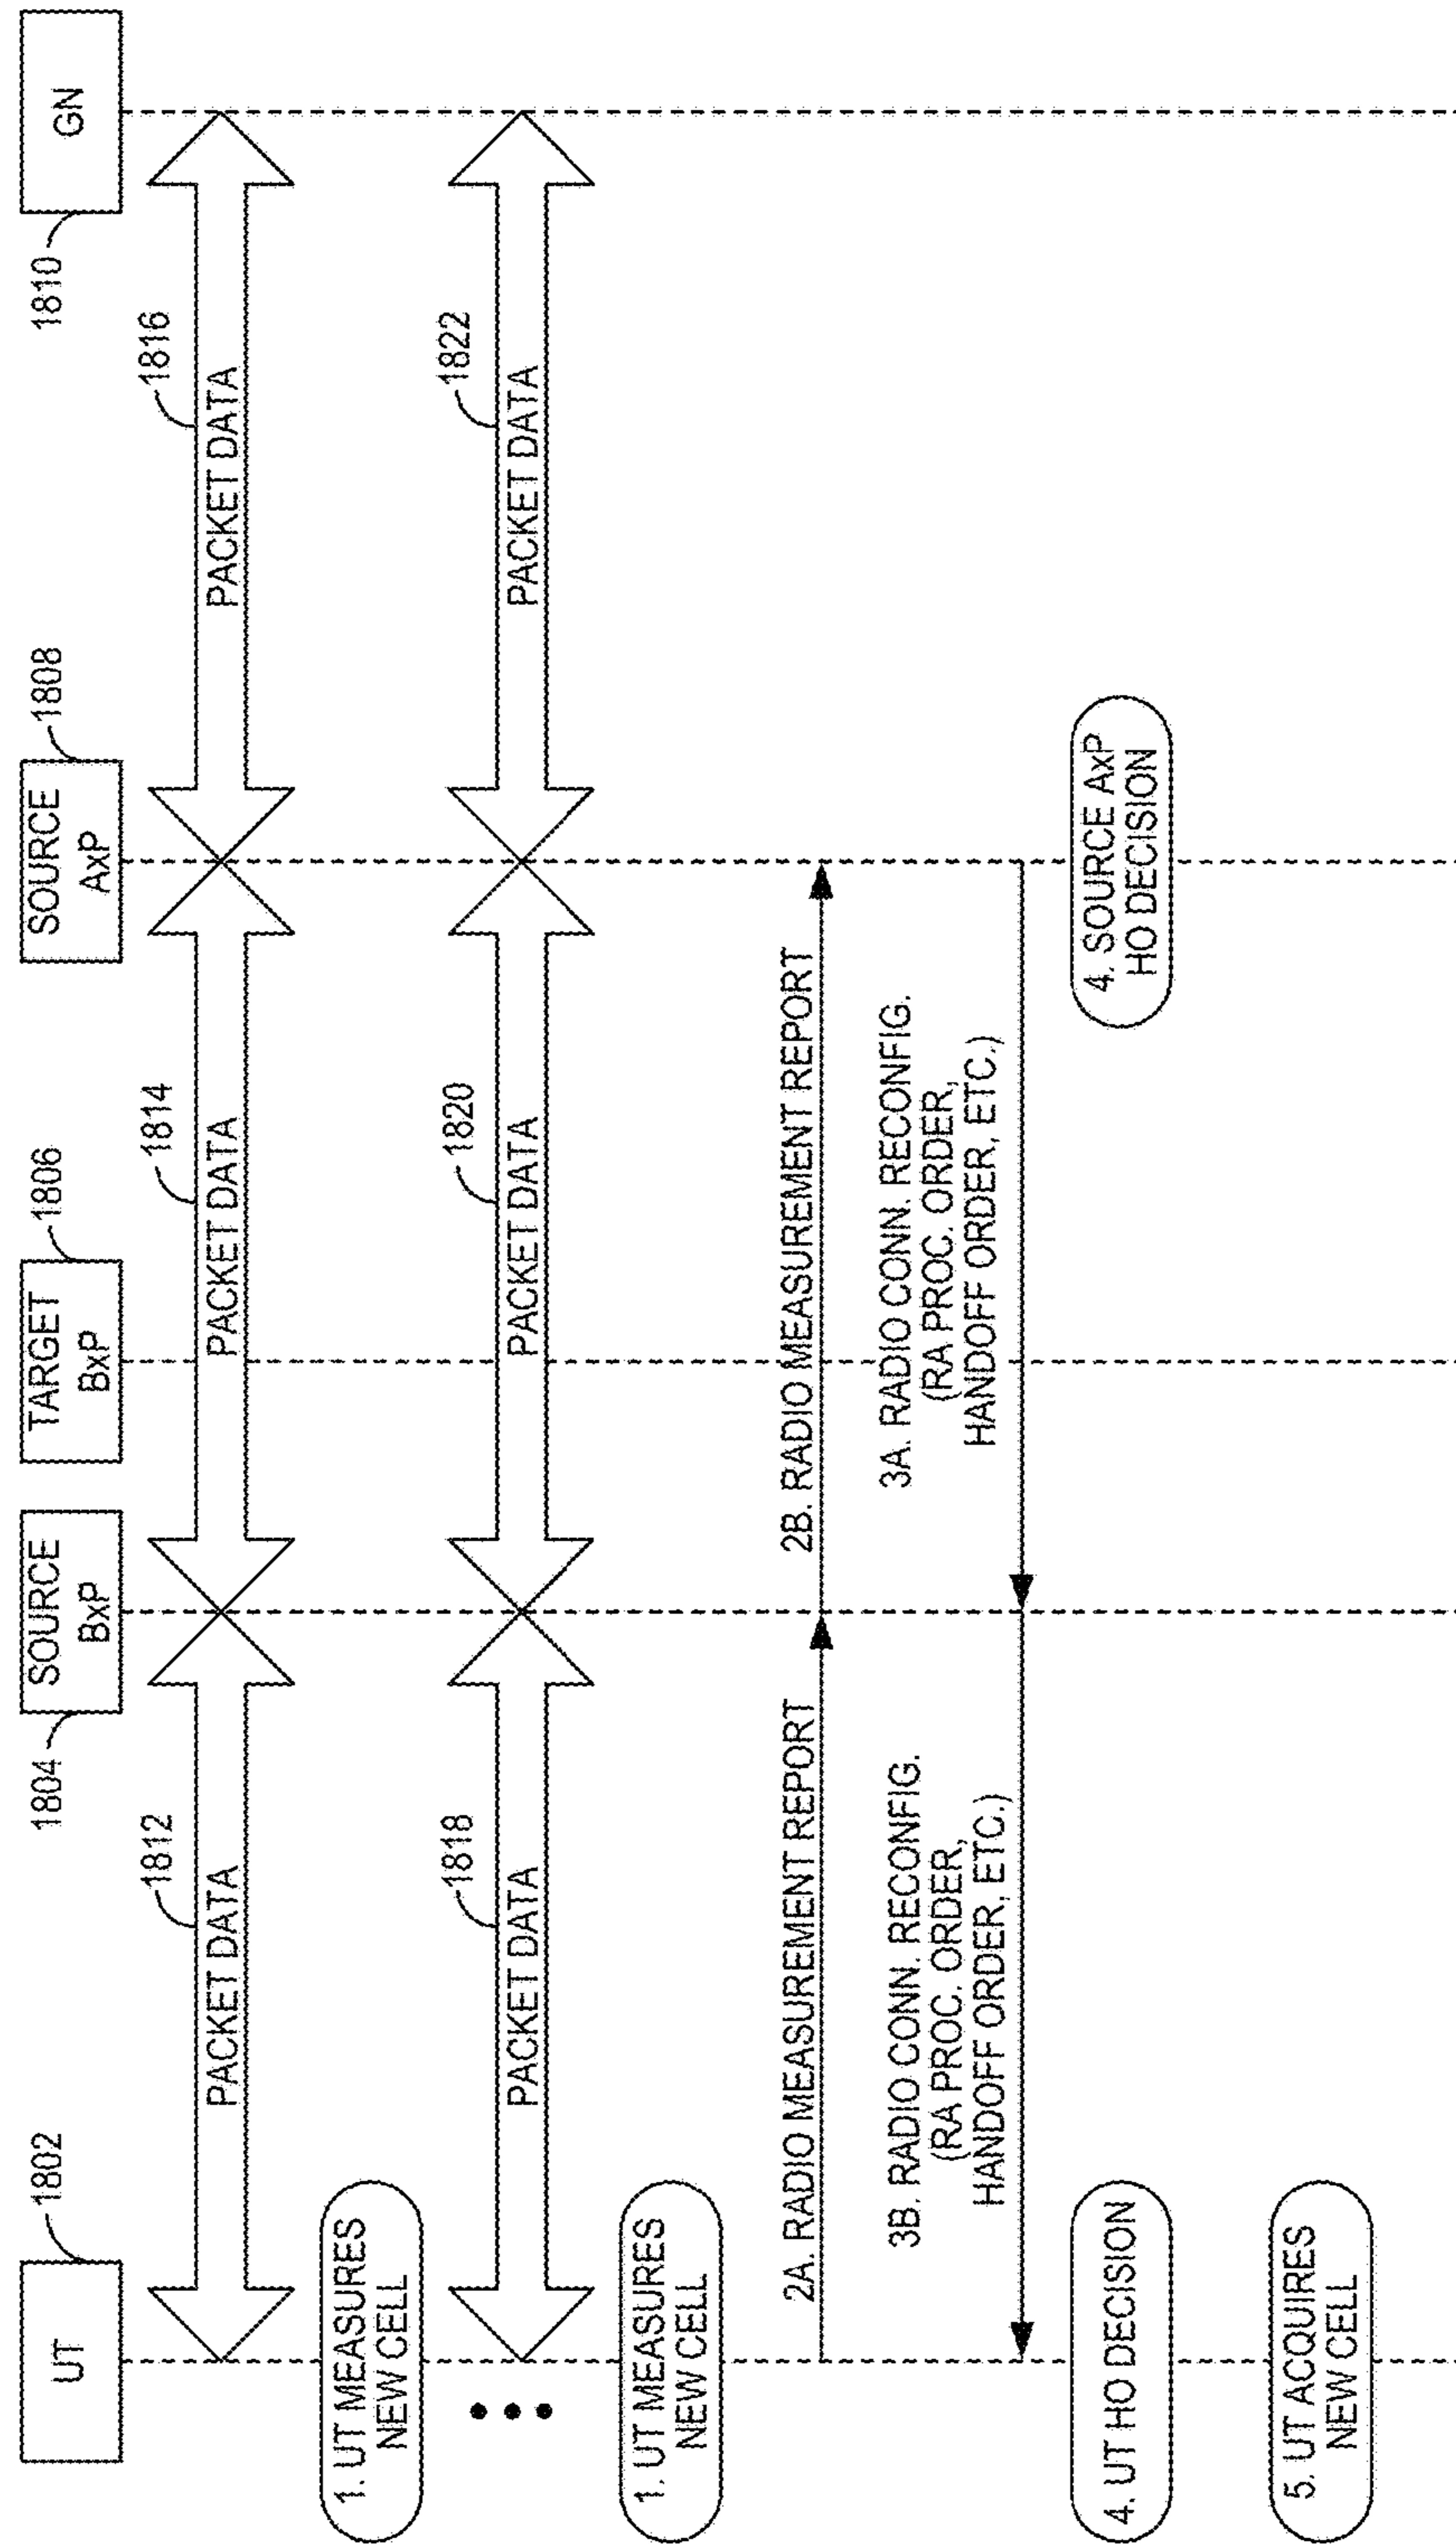 UT
1802
SOURCE
BxP
1804
TARGET
BxP
1806
SOURCE
AxP
1808
GN
1810
PACKET DATA
1812
PACKET DATA
1814
PACKET DATA
1816
1. UT MEASURES
NEW CELL
PACKET DATA
1818
PACKET DATA
1820
PACKET DATA
1822
1. UT MEASURES
NEW CELL
2A. RADIO MEASUREMENT REPORT
2B. RADIO MEASUREMENT REPORT
3A. RADIO CONN. RECONFIG.
(RA PROC. ORDER,
HANDOFF ORDER, ETC.)
3B. RADIO CONN. RECONFIG.
(RA PROC. ORDER,
HANDOFF ORDER, ETC.)
4. UT HO DECISION
4. SOURCE AxP
HO DECISION
5. UT ACQUIRES
NEW CELL